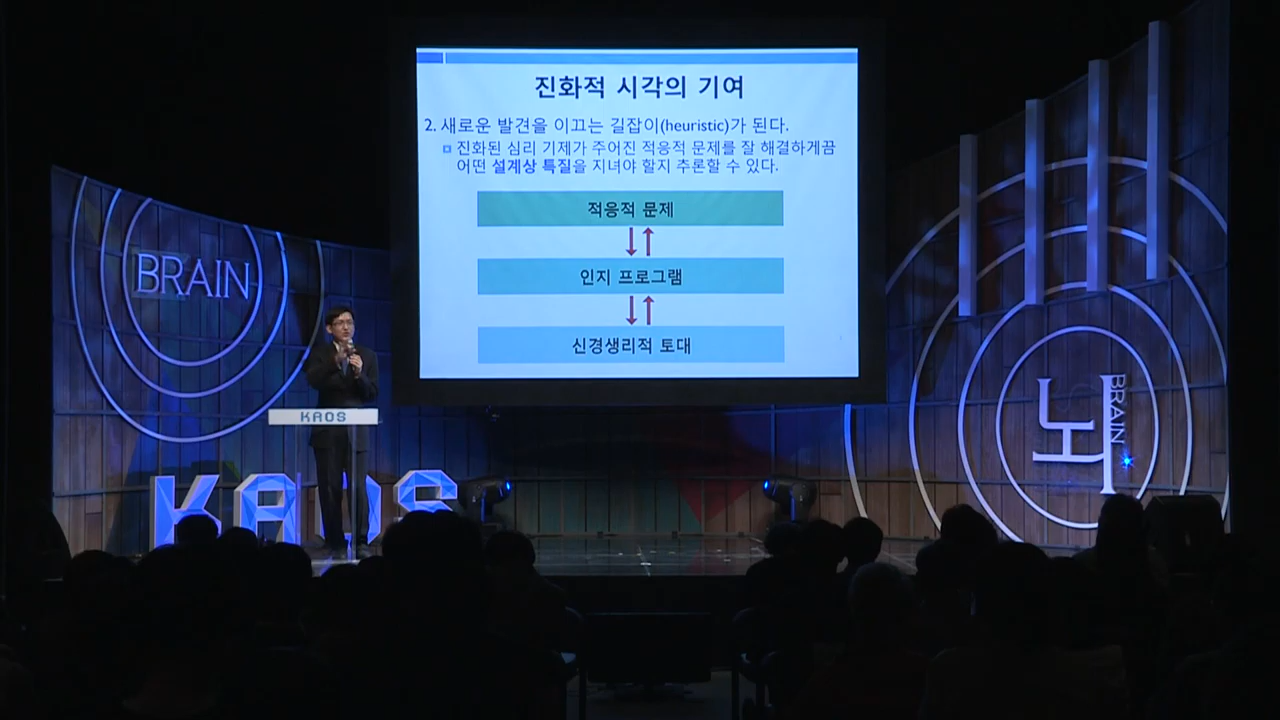 진화적 시각의 기여
2. 새로운 발견을 이끄는 길잡이(heuristic)가 된다.
진화된 심리 기제가 주어진 적응적 문제를 잘 해결하게끔
어떤 설계상 특질을 지녀야 할지 추론할 수 있다.
적응적 문제
인지 프로그램
신경생리적 토대
BRAIN
KAOS
KAOS
뇌
BRAIN